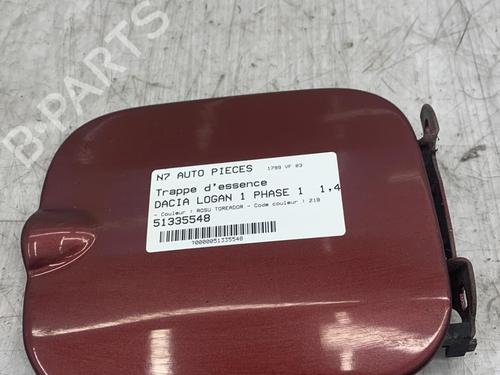 B-PARTS
N7 AUTO PIECES 1799 VF 03
Trappe d'essence
DACIA LOGAN 1 PHASE 1 1,4
- Couleur : ROSU TOREADOR - Code couleur : 21B
51335548
?0000051335548